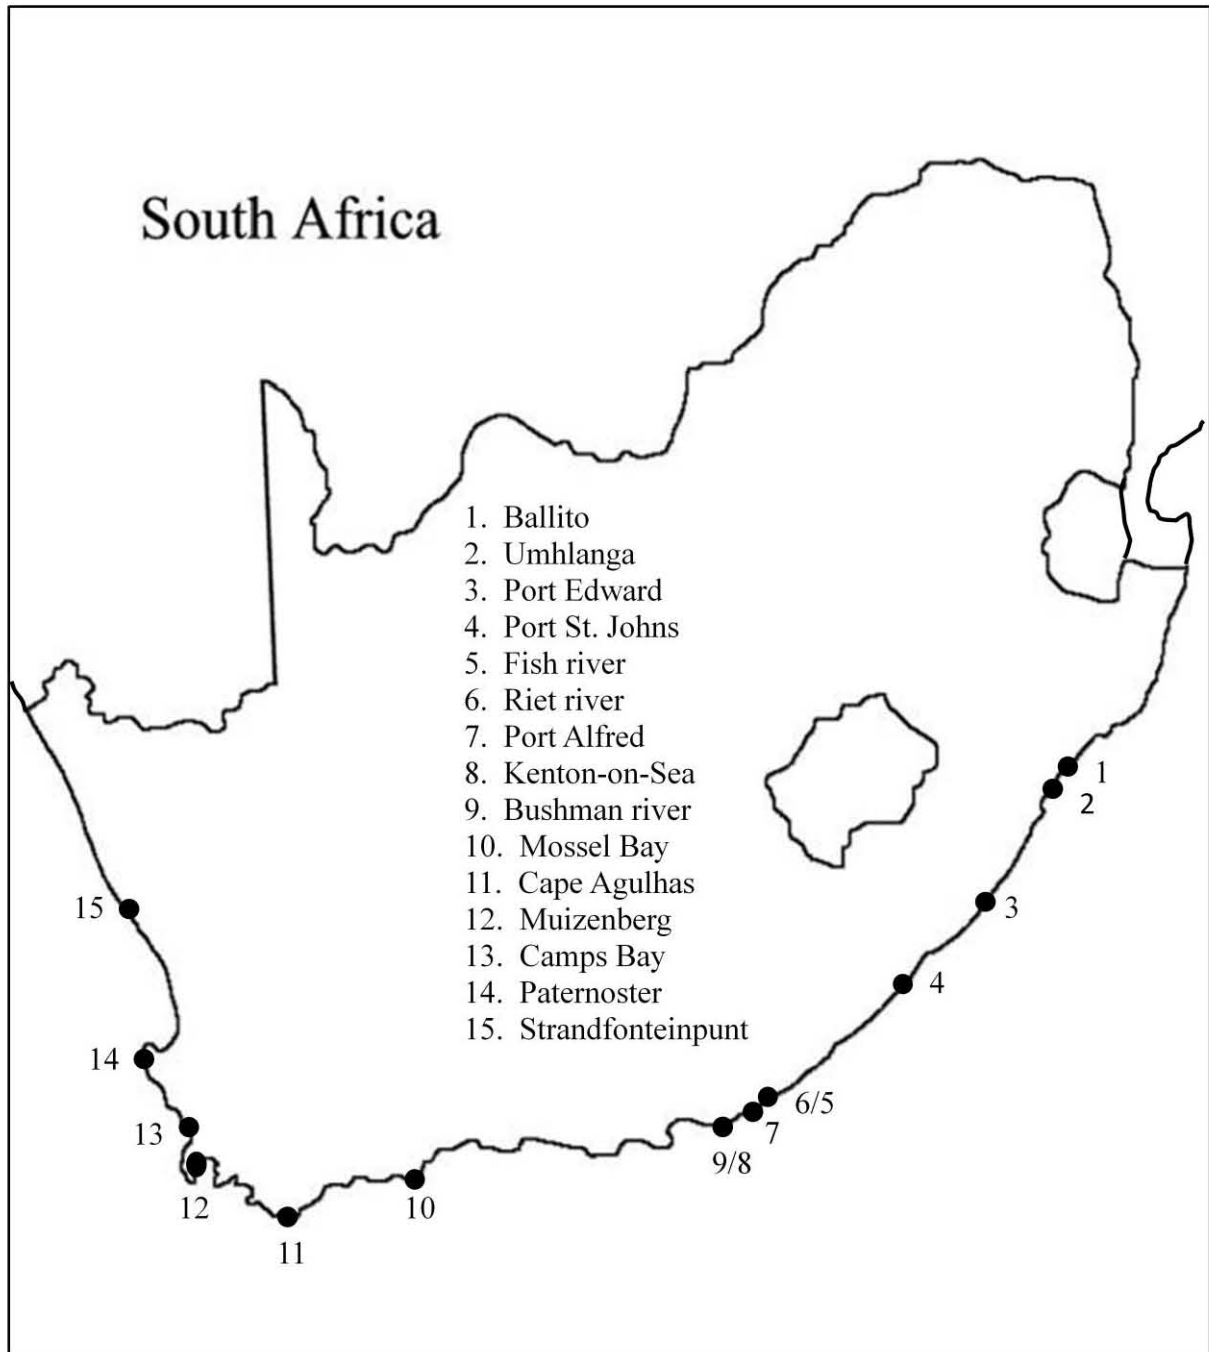 South Africa
1. Ballito
2. Umhlanga
3. Port Edward
4. Port St. Johns
5. Fish river
6. Riet river
7. Port Alfred
8. Kenton-on-Sea
9. Bushman river
10. Mossel Bay
11. Cape Agulhas
12. Muizenberg
13. Camps Bay
14. Paternoster
15. Strandfonteinpunt
1
2
3
4
6/5
7
9/8
10
11
12
13
14
15